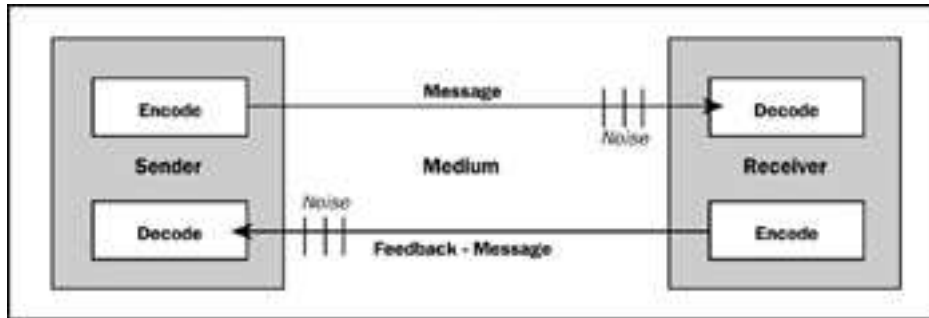 Message
Encode
Decode
Noise
Sender
Medium
Receiver
Noise
Decode
Encode
Feedback - Message